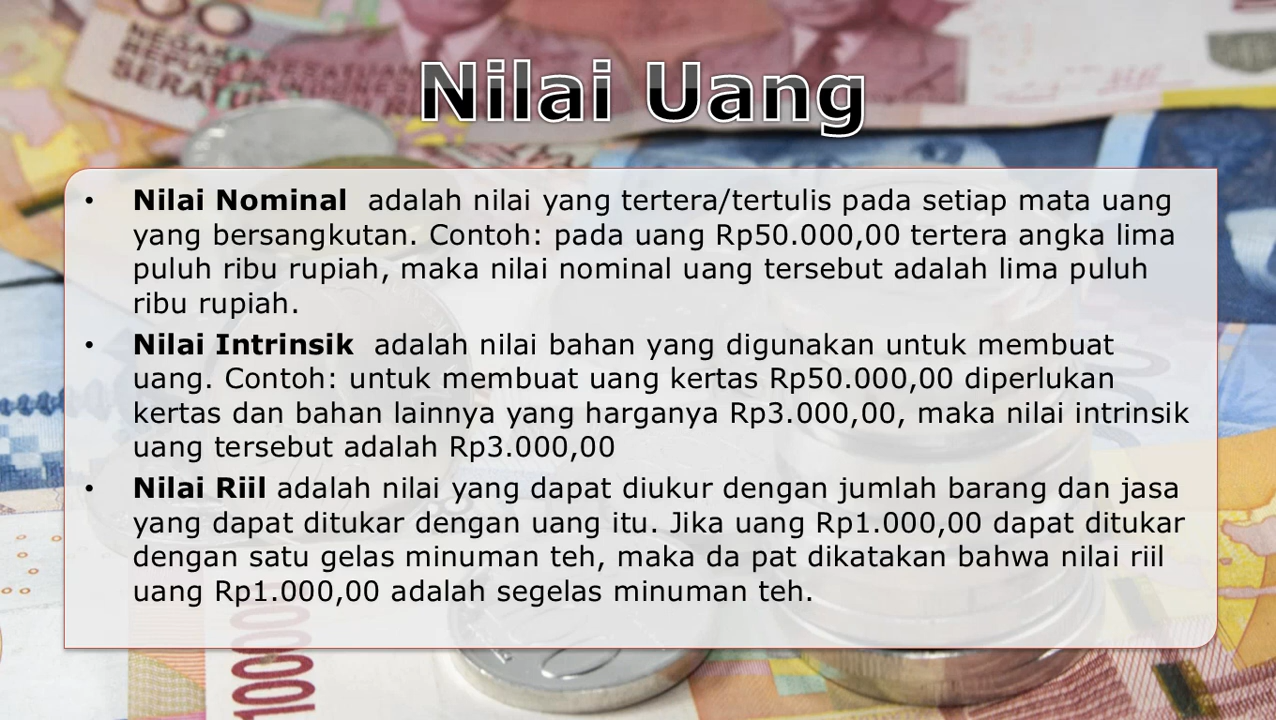 Nilai Uang
• Nilai Nominal adalah nilai yang tertera/tertulis pada setiap mata uang
yang bersangkutan. Contoh: pada uang Rp50.000,00 tertera angka lima
puluh ribu rupiah, maka nilai nominal uang tersebut adalah lima puluh
ribu rupiah.
• Nilai Intrinsik adalah nilai bahan yang digunakan untuk membuat
uang. Contoh: untuk membuat uang kertas Rp50.000,00 diperlukan
kertas dan bahan lainnya yang harganya Rp3.000,00, maka nilai intrinsik
uang tersebut adalah Rp3.000,00
• Nilai Riil adalah nilai yang dapat diukur dengan jumlah barang dan jasa
yang dapat ditukar dengan uang itu. Jika uang Rp1.000,00 dapat ditukar
dengan satu gelas minuman teh, maka da pat dikatakan bahwa nilai riil
uang Rp1.000,00 adalah segelas minuman teh.